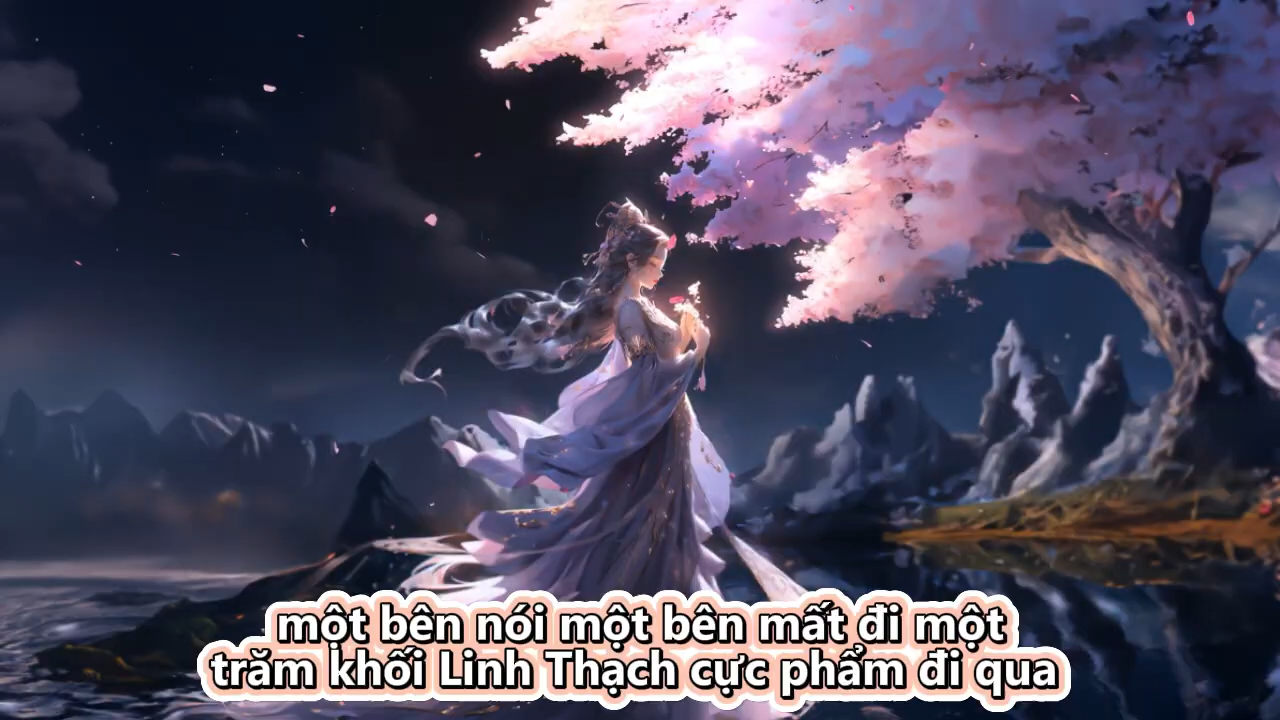 một bên nói một bên mất đi một
trăm khối Linh Thạch cực phẩm đi qua